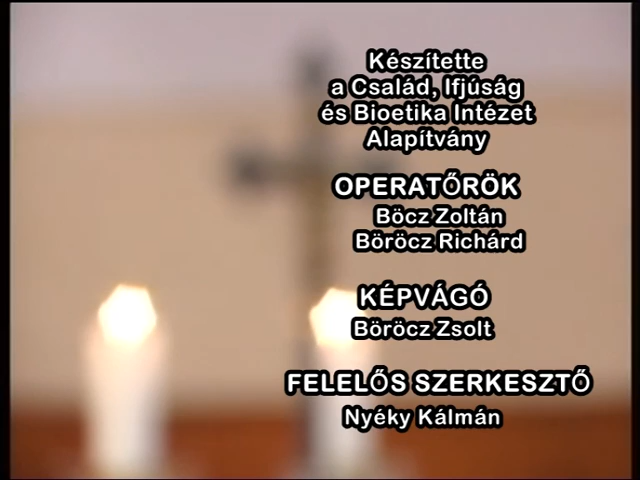 Készítette
a Család, Ifjúság
és Bioetika Intézet
Alapítvány
OPERATŐRÖK
Böcz Zoltán
Böröcz Richárd
KÉPVÁGÓ
Böröcz Zsolt
FELELŐS SZERKESZTŐ
Nyéky Kálmán